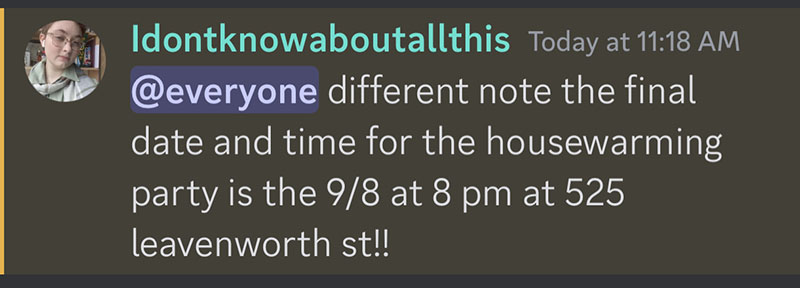 Idontknowaboutallthis Today at 11:18 AM
@everyone different note the final
date and time for the housewarming
party is the 9/8 at 8 pm at 525
leavenworth st!!